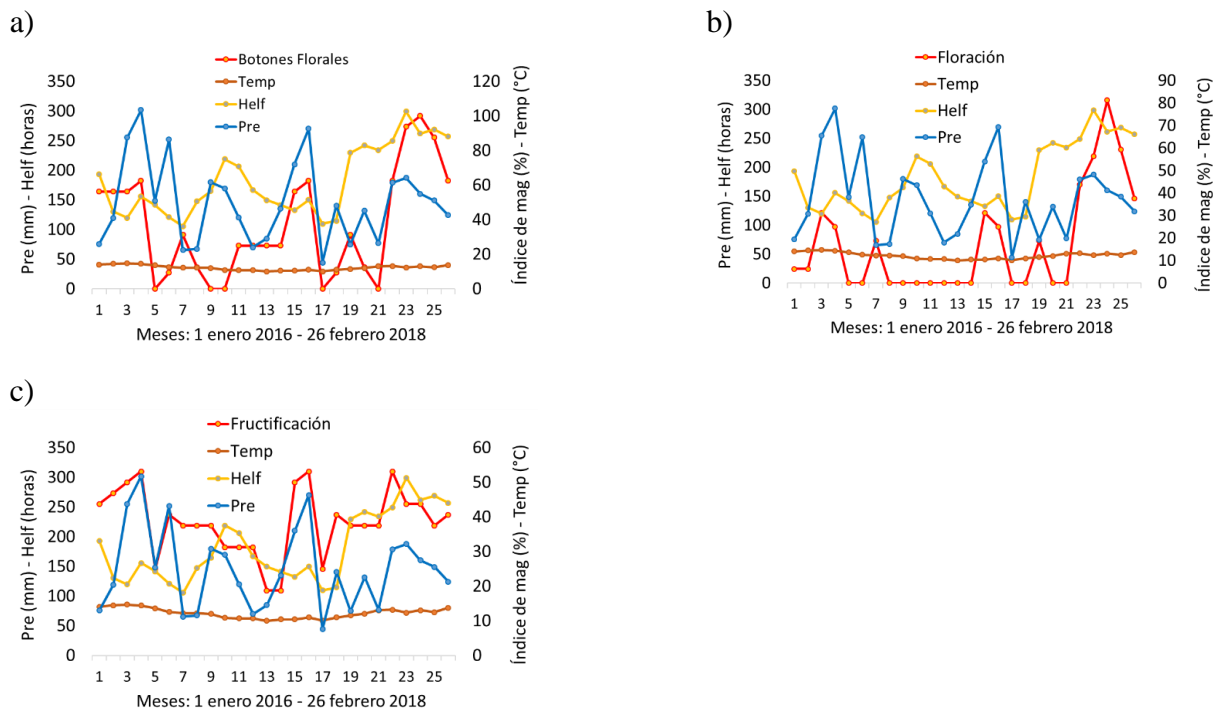 a)
Botones Florales
Temp
Helf
Pre
Pre (mm) - Helf (horas)
350
300
250
200
150
100
50
0
120
100
80
60
40
20
0
Índice de mag (%) - Temp (°C)
1 3 5 7 9 11 13 15 17 19 21 23 25
Meses: 1 enero 2016 - 26 febrero 2018
b)
Floración
Temp
Helf
Pre
Pre (mm) - Helf (horas)
350
300
250
200
150
100
50
0
90
80
70
60
50
40
30
20
10
0
Índice de mag (%) - Temp (°C)
1 3 5 7 9 11 13 15 17 19 21 23 25
Meses: 1 enero 2016 - 26 febrero 2018
c)
Fructificación
Temp
Helf
Pre
Pre (mm) - Helf (horas)
350
300
250
200
150
100
50
0
60
50
40
30
20
10
0
Índice de mag (%) - Temp (°C)
1 3 5 7 9 11 13 15 17 19 21 23 25
Meses: 1 enero 2016 - 26 febrero 2018